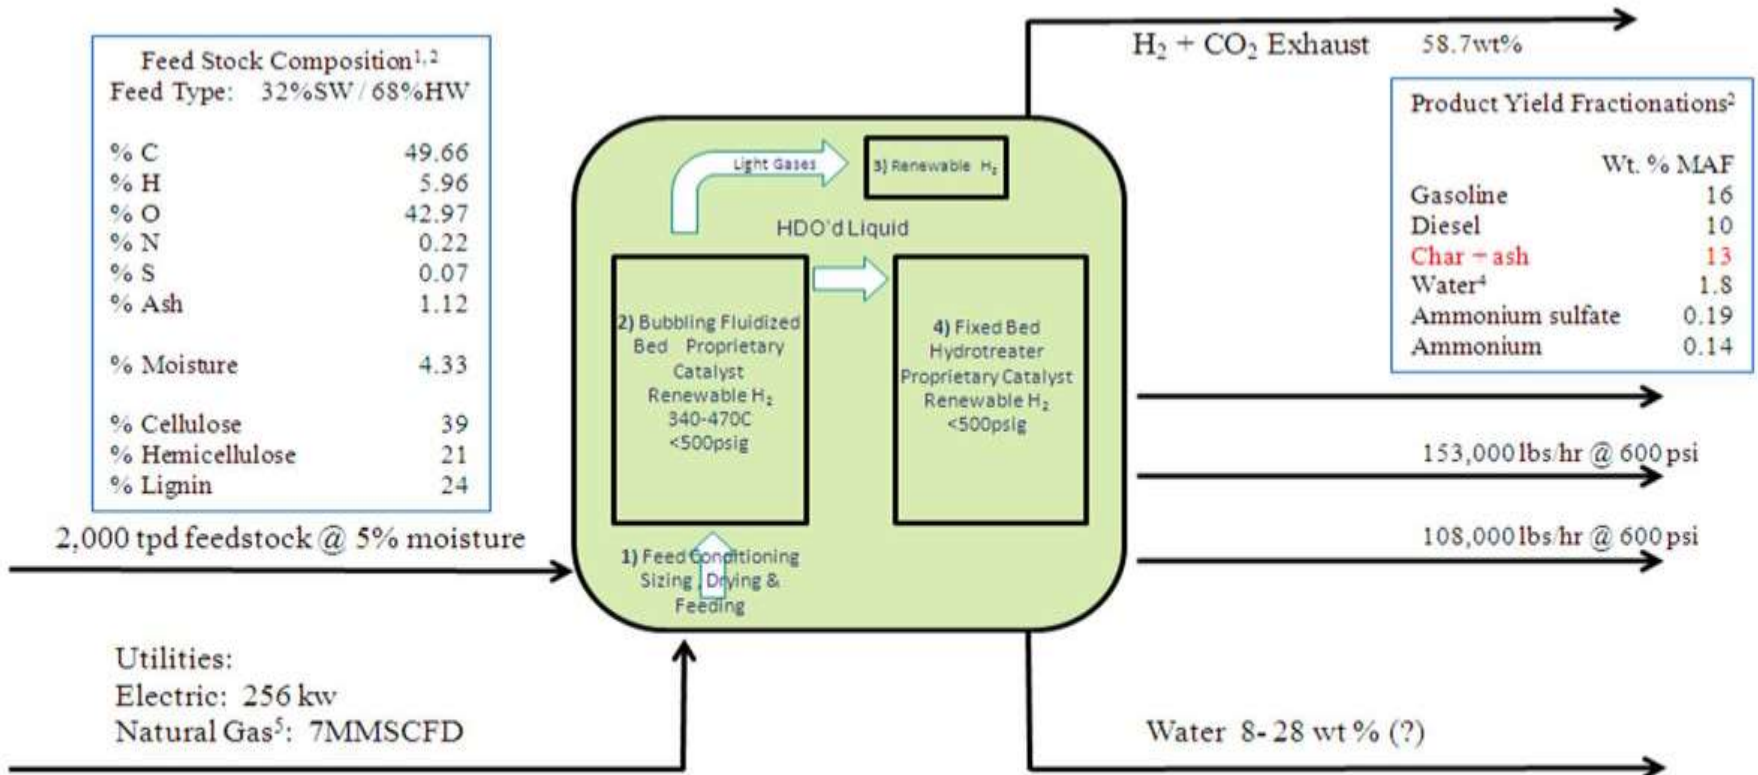 Feed Stock Composition1,2
Feed Type: 32%SW / 68%HW
% C 49.66
% H 5.96
% O 42.97
% N 0.22
% S 0.07
% Ash 1.12
% Moisture 4.33
% Cellulose 39
% Hemicellulose 21
% Lignin 24
2,000 tpd feedstock @ 5% moisture
Utilities:
Electric: 256 kw
Natural Gas5: 7MMSCFD
Light Gases
3) Renewable H2
HDO'd Liquid
2) Bubbling Fluidized
Bed Proprietary
Catalyst
Renewable H2
340-470C
<500psig
4) Fixed Bed
Hydrotreater
Proprietary Catalyst
Renewable H2
<500psig
1) Feed Conditioning
Sizing , Drying &
Feeding
H2 + CO2 Exhaust 58.7wt%
Product Yield Fractionations2
Wt. % MAF
Gasoline 16
Diesel 10
Char + ash 13
Water4 1.8
Ammonium sulfate 0.19
Ammonium 0.14
153,000 lbs/hr @ 600 psi
108,000 lbs/hr @ 600 psi
Water 8- 28 wt % (?)